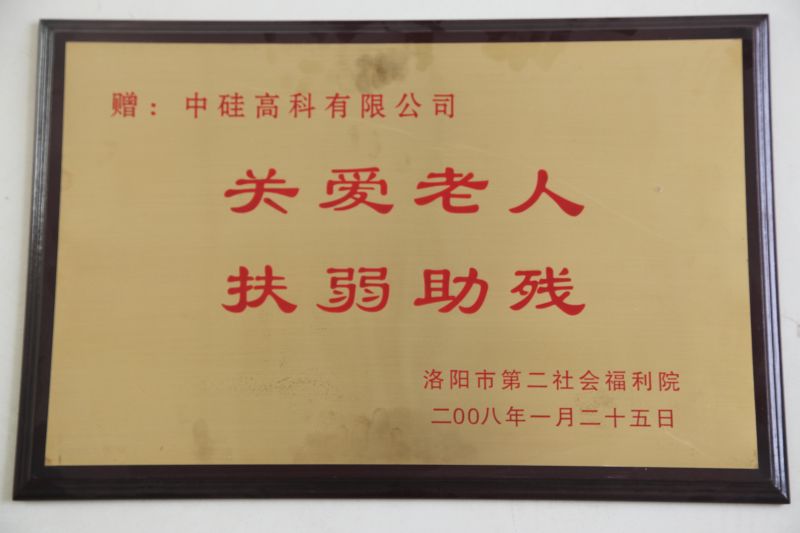 赠：中硅高科有限公司
关爱老人
扶弱助残
洛阳市第二社会福利院
二00八年一月二十五日